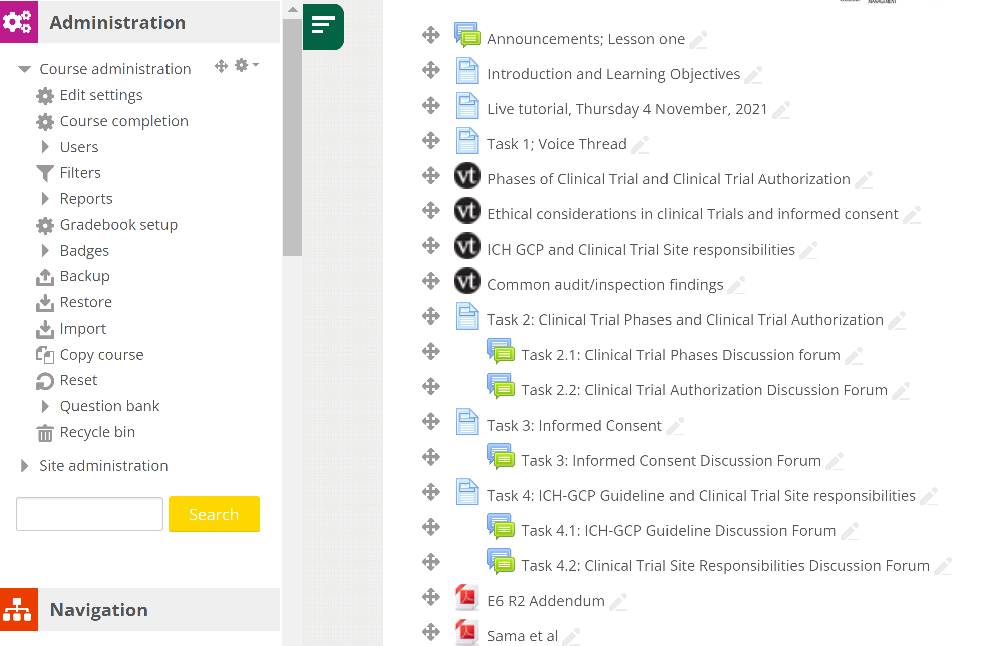 Administration
Course administration
Edit settings
Course completion
Users
Filters
Reports
Gradebook setup
Badges
Backup
Restore
Import
Copy course
Reset
Question bank
Recycle bin
Site administration
Search
Navigation
MANAGEMENT
Announcements; Lesson one
Introduction and Learning Objectives
Live tutorial, Thursday 4 November, 2021
Task 1; Voice Thread
vt Phases of Clinical Trial and Clinical Trial Authorization
vt Ethical considerations in clinical Trials and informed consent
vt ICH GCP and Clinical Trial Site responsibilities
vt Common audit/inspection findings
Task 2: Clinical Trial Phases and Clinical Trial Authorization
Task 2.1: Clinical Trial Phases Discussion forum
Task 2.2: Clinical Trial Authorization Discussion Forum
Task 3: Informed Consent
Task 3: Informed Consent Discussion Forum
Task 4: ICH-GCP Guideline and Clinical Trial Site responsibilities
Task 4.1: ICH-GCP Guideline Discussion Forum
Task 4.2: Clinical Trial Site Responsibilities Discussion Forum
E6 R2 Addendum
Sama et al